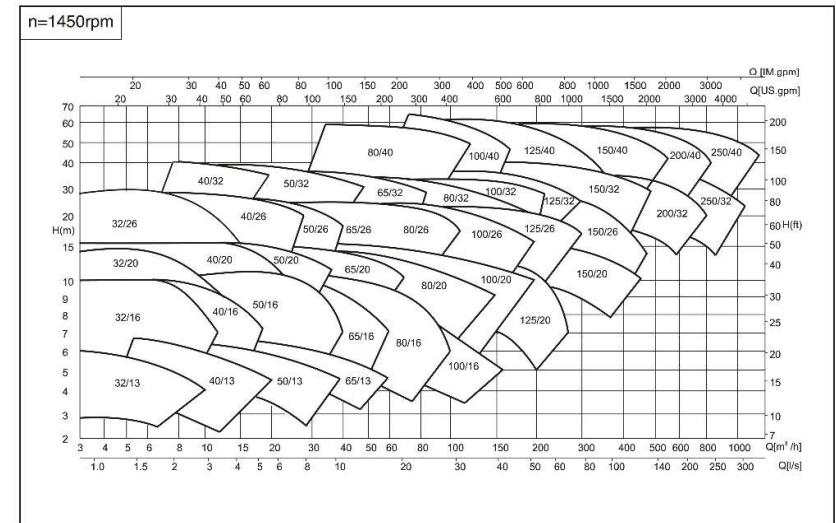 n=1450rpm
20 30 40 50 60 80 100 150 200 300 400 500 600 1000 1500 2000 3000 Q [IM.gpm]
20 30 40 50 60 80 100 150 200 300 400 600 800 1000 1500 2000 3000 4000 Q[US.gpm]
70
60 200
50
80/40 100/40 125/40 150/40 200/40 250/40
40 150
40/32 50/32 65/32 80/32 100/32 125/32 150/32 200/32 250/32
30 100
80
20 60 H(ft)
32/26 40/26 50/26 65/26 80/26 100/26 125/26 150/26
H(m)
15 50
40
32/20 40/20 50/20 65/20 80/20 100/20 125/20 150/20
10
9 30
8
32/16 40/16 50/16 65/16 80/16 100/16
7 25
6 20
5
32/13 40/13 50/13 65/13
4 15
3 10
2 7
3 4 5 6 8 10 15 20 30 40 50 60 80 100 150 200 300 400 500 600 800 1000 Q[m³/h]
1.0 1.5 2 3 4 5 6 8 10 20 30 40 50 60 80 100 140 200 250 300 Q[l/s]